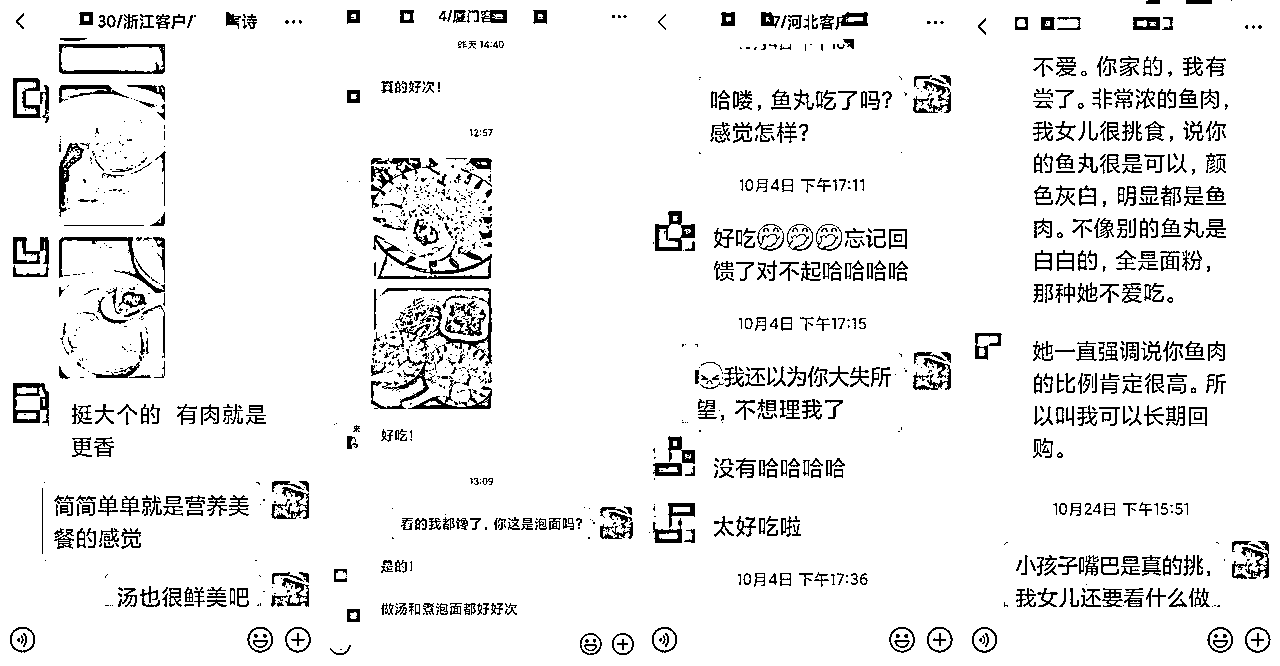 30/浙江客户/
诗
挺大个的 有肉就是
更香
简简单单就是营养美
餐的感觉
汤也很鲜美吧
4/厦门客
昨天 14:40
真的好次！
12:57
好吃！
13:09
看的我都馋了，你这是泡面吗？
是的！
做汤和煮泡面都好好次
7/河北客户
哈喽，鱼丸吃了吗？
感觉怎样？
10月4日 下午17:11
好吃忘记回
馈了对不起哈哈哈哈
10月4日 下午17:15
我还以为你大失所
望，不想理我了
没有哈哈哈哈
太好吃啦
10月4日 下午17:36
不爱。你家的，我有
尝了。非常浓的鱼肉，
我女儿很挑食，说你
的鱼丸很是可以，颜
色灰白，明显都是鱼
肉。不像别的鱼丸是
白白的，全是面粉，
那种她不爱吃。
她一直强调说你鱼肉
的比例肯定很高。所
以叫我可以长期回
购。
10月24日 下午15:51
小孩子嘴巴是真的挑，
我女儿还要看什么做